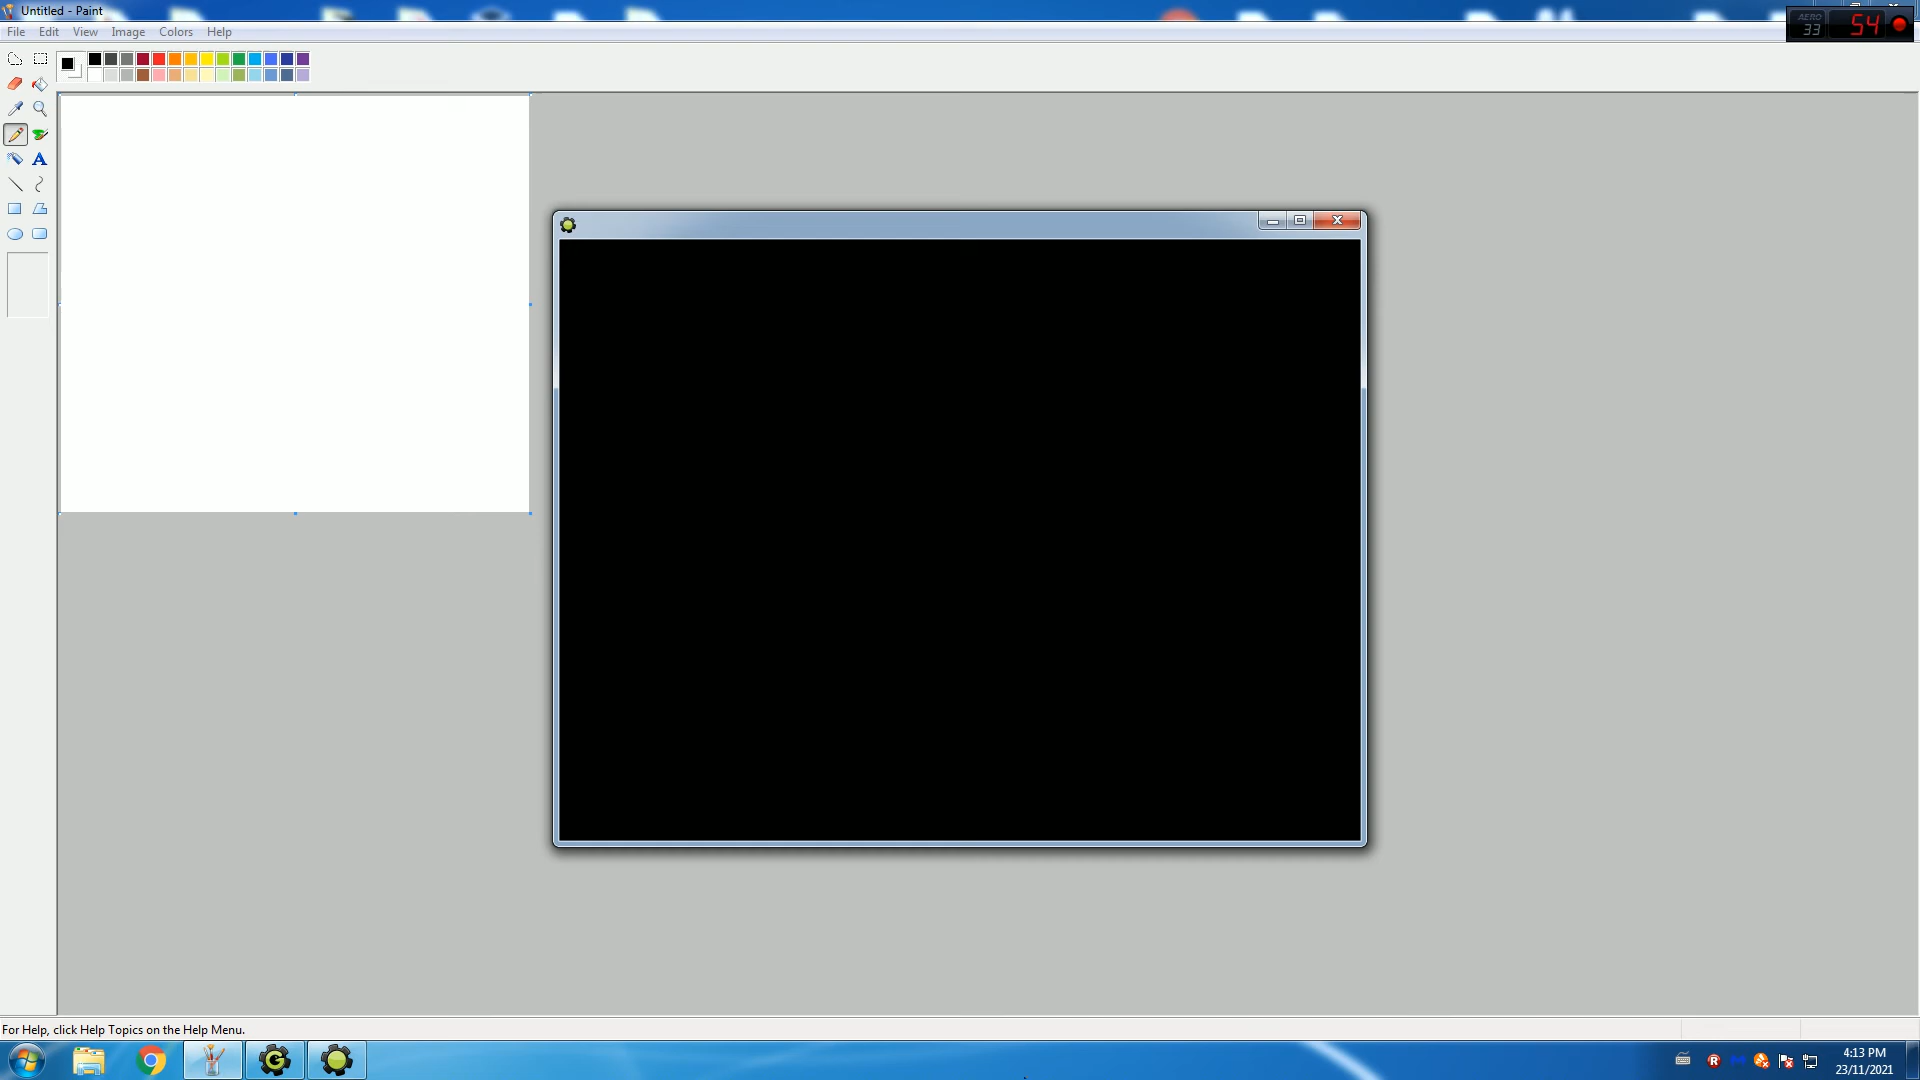 Untitled - Paint
File Edit View Image Colors Help
AERO
33
54
A
For Help, click Help Topics on the Help Menu.
4:13 PM
23/11/2021